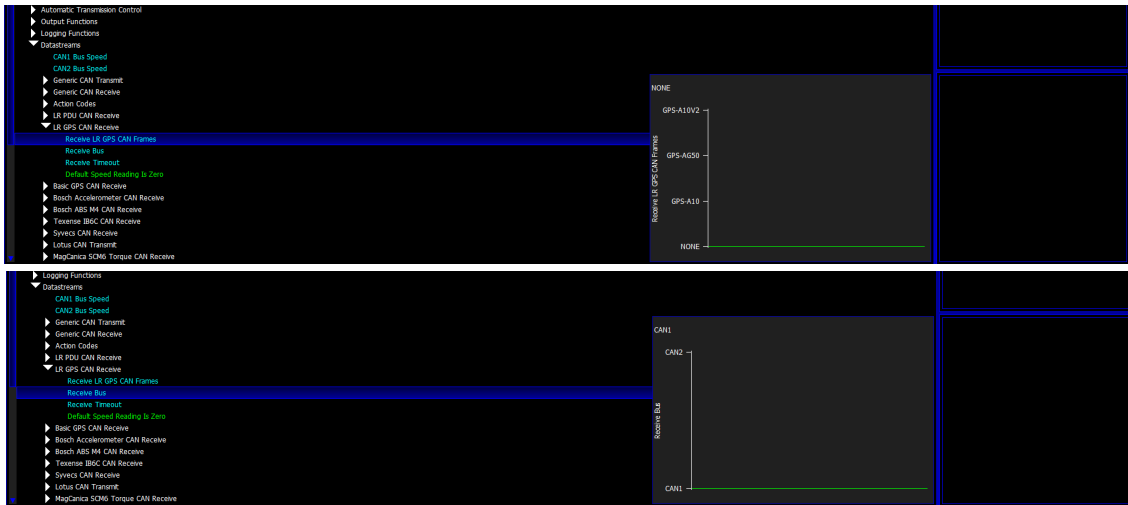 Automatic Transmission Control
Output Functions
Logging Functions
Datastreams
CAN1 Bus Speed
CAN2 Bus Speed
Generic CAN Transmit
Generic CAN Receive
Action Codes
LR PDU CAN Receive
LR GPS CAN Receive
Receive LR GPS CAN Frames
Receive Bus
Receive Timeout
Default Speed Reading Is Zero
Basic GPS CAN Receive
Bosch Accelerometer CAN Receive
Bosch ABS M4 CAN Receive
Texense IB6C CAN Receive
Syvecs CAN Receive
Lotus CAN Transmit
MagCanica SCM6 Torque CAN Receive
NONE
GPS-A10V2
GPS-AG50
GPS-A10
NONE
Receive LR GPS CAN Frames
Logging Functions
Datastreams
CAN1 Bus Speed
CAN2 Bus Speed
Generic CAN Transmit
Generic CAN Receive
Action Codes
LR PDU CAN Receive
LR GPS CAN Receive
Receive LR GPS CAN Frames
Receive Bus
Receive Timeout
Default Speed Reading Is Zero
Basic GPS CAN Receive
Bosch Accelerometer CAN Receive
Bosch ABS M4 CAN Receive
Texense IB6C CAN Receive
Syvecs CAN Receive
Lotus CAN Transmit
MagCanica SCM6 Torque CAN Receive
CAN1
CAN2
CAN1
Receive Bus